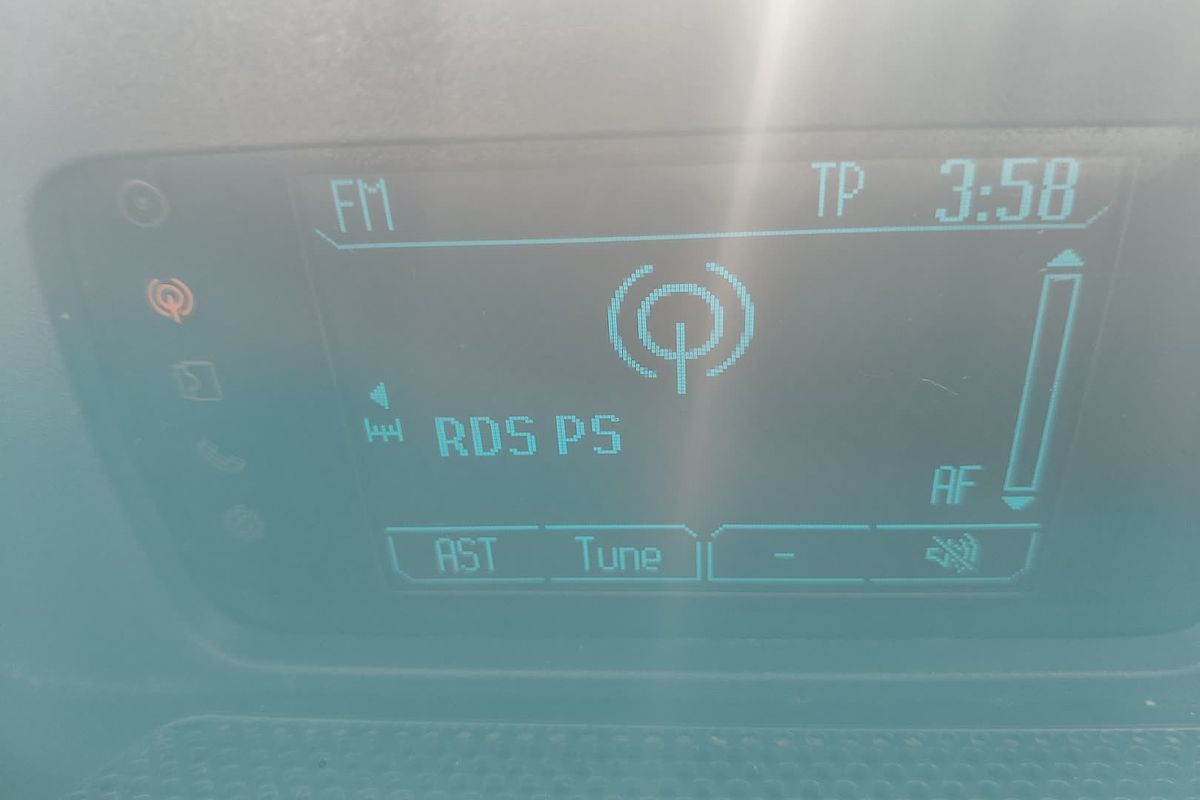 FM TP 3:58
RDS PS
AF
AST Tune -